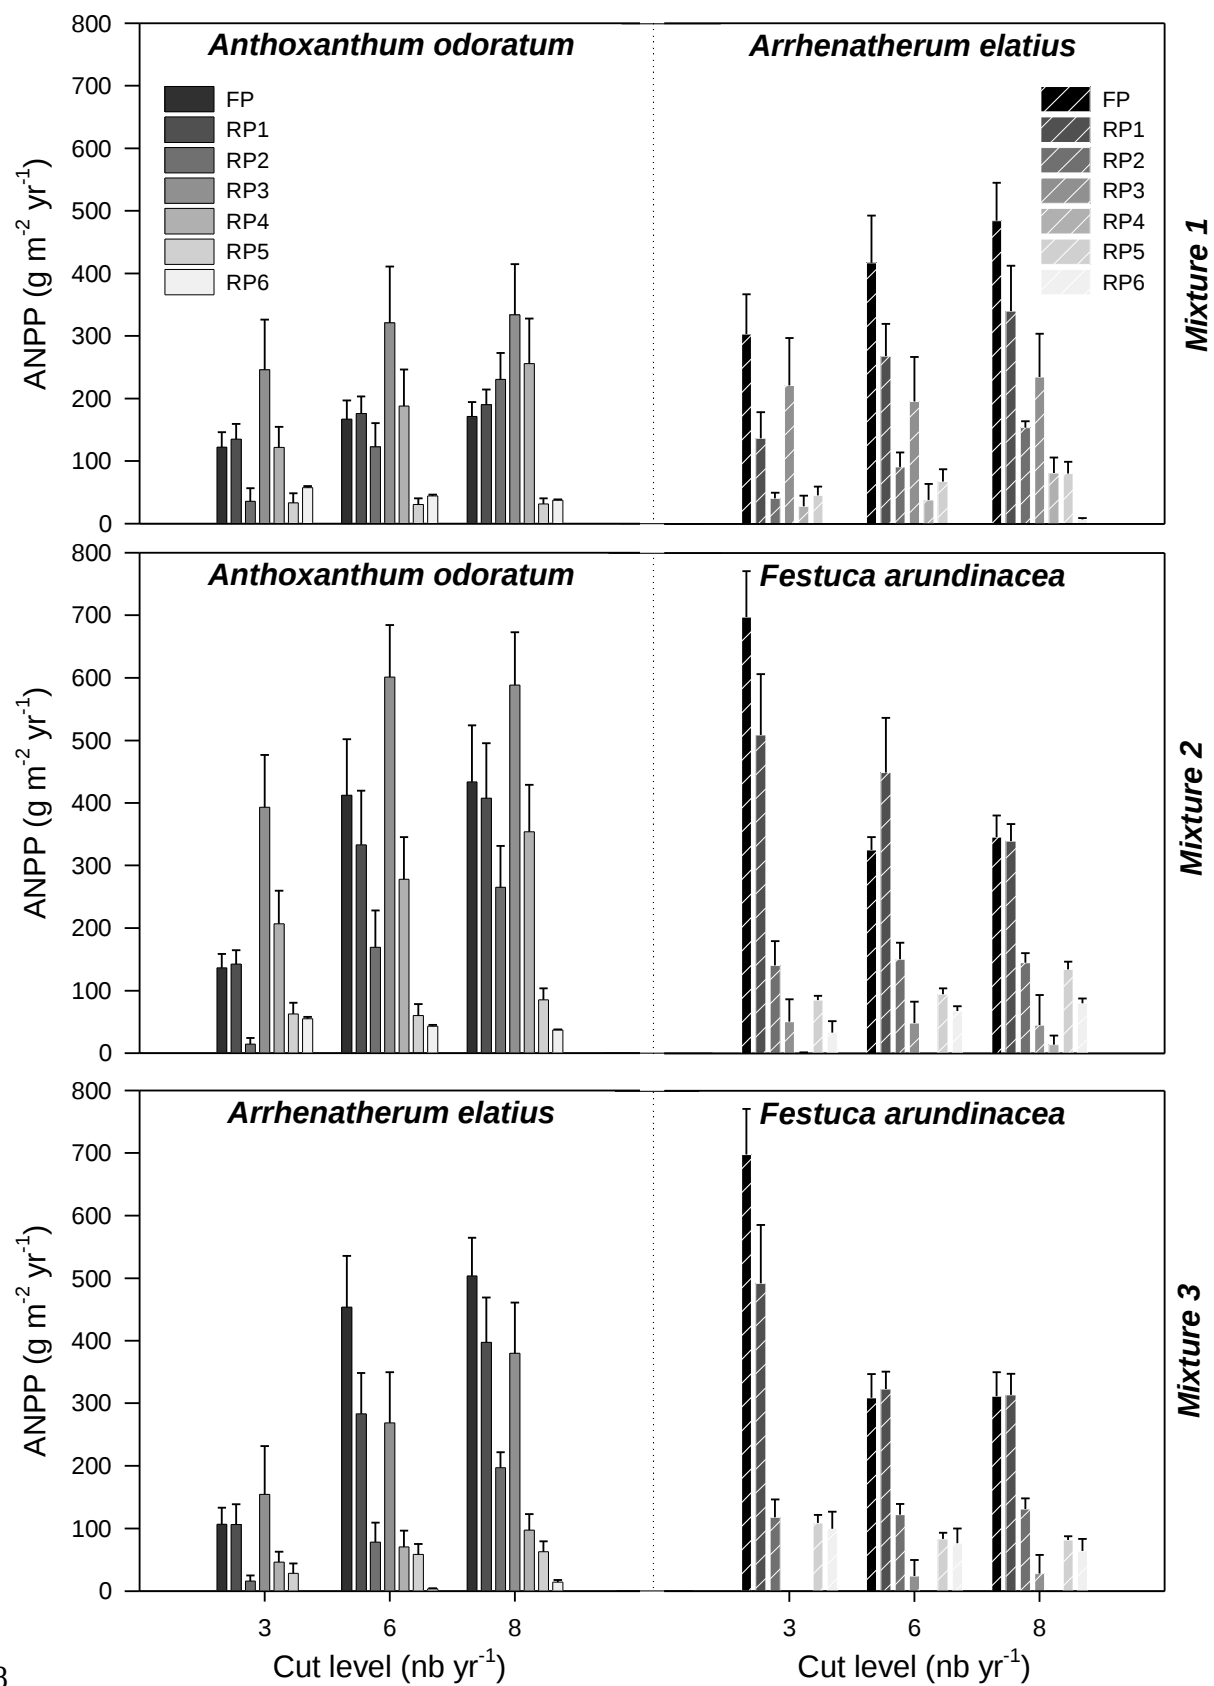 Anthoxanthum odoratum
Arrhenatherum elatius
800
700
600
500
400
300
200
100
0
ANPP (g m-2 yr-1)
FP
RP1
RP2
RP3
RP4
RP5
RP6
FP
RP1
RP2
RP3
RP4
RP5
RP6
Mixture 1
Anthoxanthum odoratum
Festuca arundinacea
800
700
600
500
400
300
200
100
0
ANPP (g m-2 yr-1)
Mixture 2
Arrhenatherum elatius
Festuca arundinacea
800
700
600
500
400
300
200
100
0
ANPP (g m-2 yr-1)
Mixture 3
3 6 8
3 6 8
Cut level (nb yr-1)
Cut level (nb yr-1)